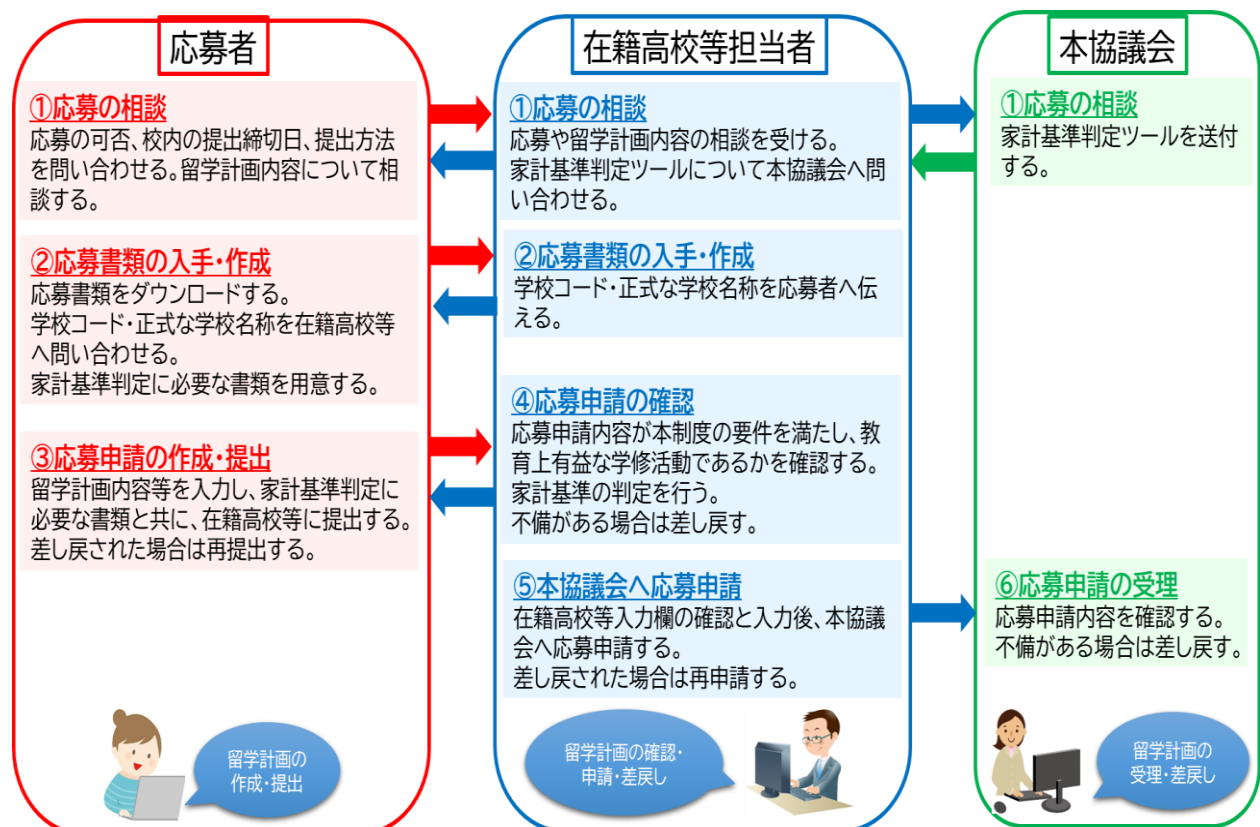 応募者
①応募の相談
応募の可否、校内の提出締切日、提出方法
を問い合わせる。留学計画内容について相
談する。
②応募書類の入手・作成
応募書類をダウンロードする。
学校コード・正式な学校名称を在籍高校等
へ問い合わせる。
家計基準判定に必要な書類を用意する。
③応募申請の作成・提出
留学計画内容等を入力し、家計基準判定に
必要な書類と共に、在籍高校等に提出する。
差し戻された場合は再提出する。
留学計画の
作成・提出
在籍高校等担当者
①応募の相談
応募や留学計画内容の相談を受ける。
家計基準判定ツールについて本協議会へ問
い合わせる。
②応募書類の入手・作成
学校コード・正式な学校名称を応募者へ伝
える。
④応募申請の確認
応募申請内容が本制度の要件を満たし、教
育上有益な学修活動であるかを確認する。
家計基準の判定を行う。
不備がある場合は差し戻す。
⑤本協議会へ応募申請
在籍高校等入力欄の確認と入力後、本協議
会へ応募申請する。
差し戻された場合は再申請する。
留学計画の確認・
申請・差戻し
本協議会
①応募の相談
家計基準判定ツールを送付
する。
⑥応募申請の受理
応募申請内容を確認する。
不備がある場合は差し戻す。
留学計画の
受理・差戻し